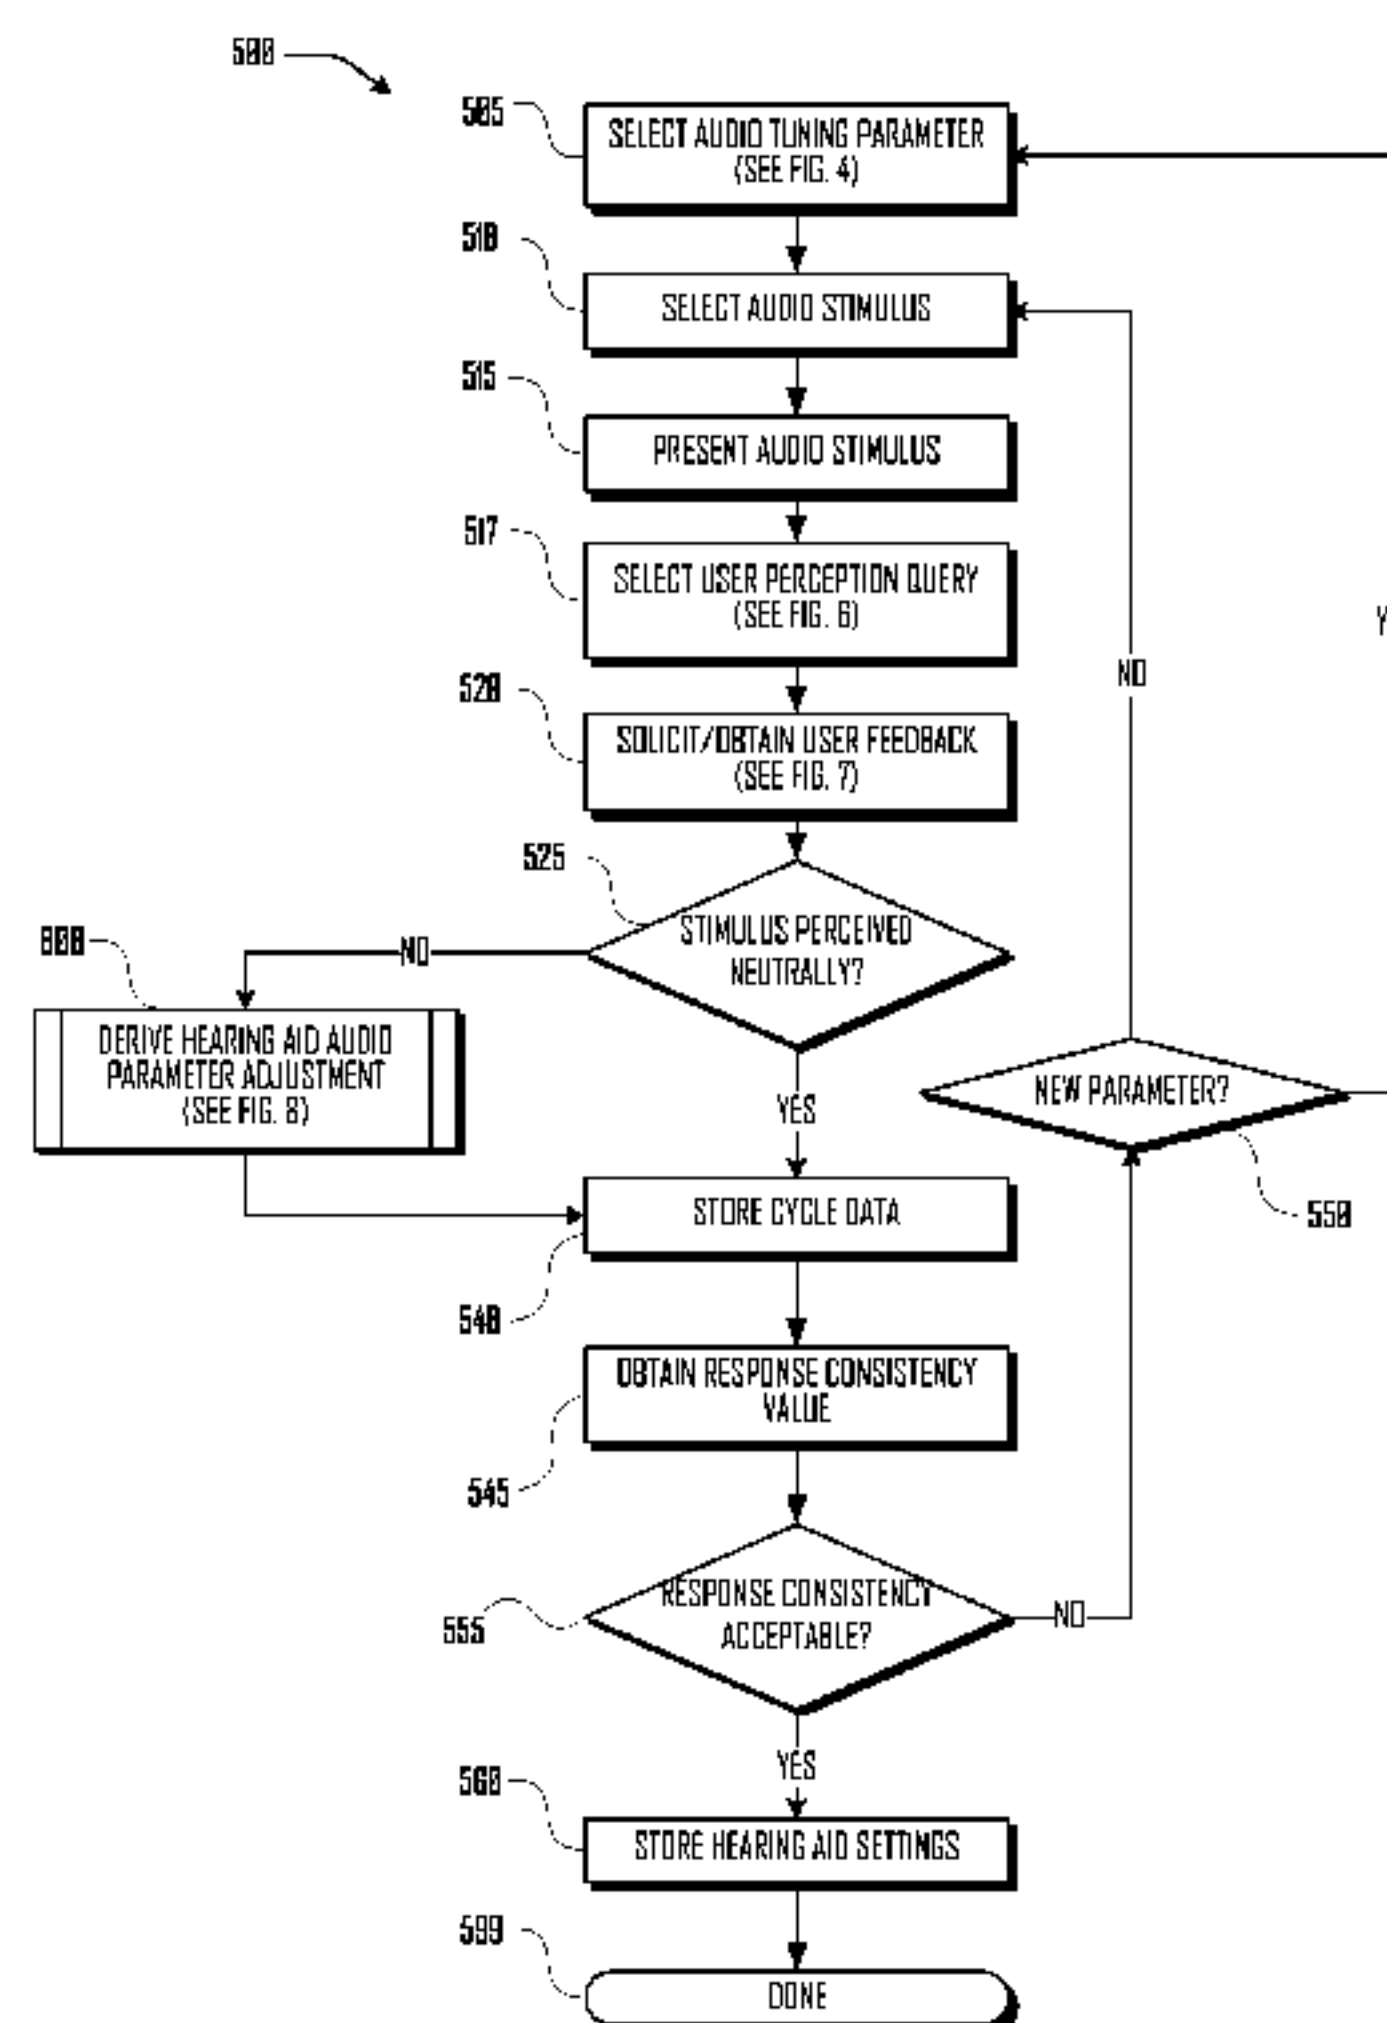 500
505
SELECT AUDIO TUNING PARAMETER
(SEE FIG. 4)
510
SELECT AUDIO STIMULUS
515
PRESENT AUDIO STIMULUS
517
SELECT USER PERCEPTION QUERY
(SEE FIG. 6)
Y
NO
520
SOLICIT/OBTAIN USER FEEDBACK
(SEE FIG. 7)
525
STIMULUS PERCEIVED
NEUTRALLY?
NO
800
DERIVE HEARING AID AUDIO
PARAMETER ADJUSTMENT
(SEE FIG. 8)
YES
NEW PARAMETER?
550
STORE CYCLE DATA
540
OBTAIN RESPONSE CONSISTENCY
VALUE
545
RESPONSE CONSISTENCY
ACCEPTABLE?
555
NO
YES
560
STORE HEARING AID SETTINGS
599
DONE